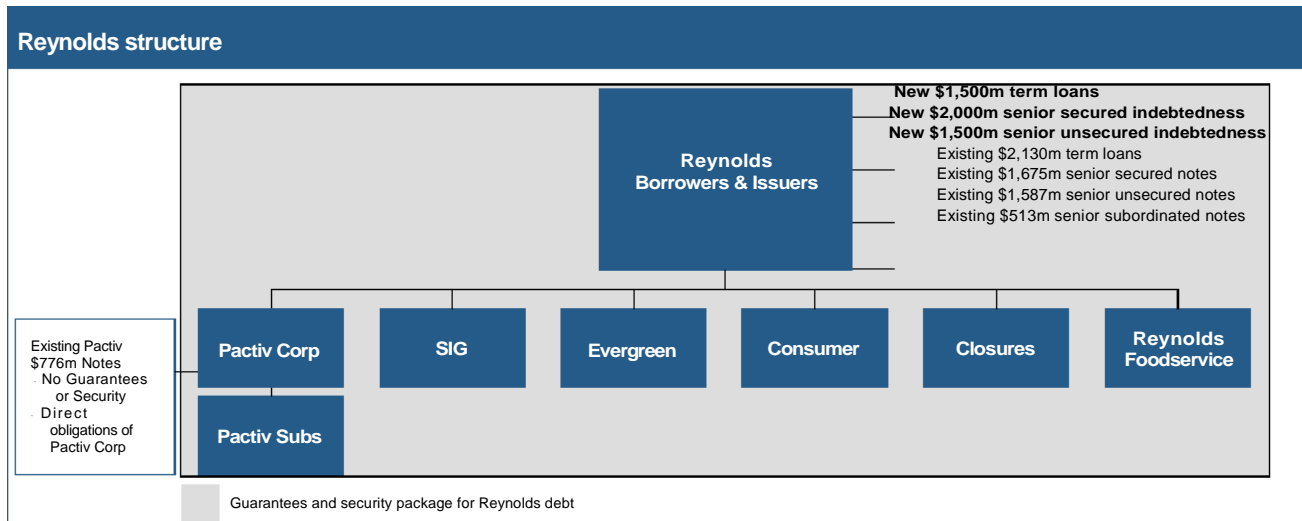 Reynolds structure
New $1,500m term loans
New $2,000m senior secured indebtedness
New $1,500m senior unsecured indebtedness
Existing $2,130m term loans
Existing $1,675m senior secured notes
Existing $1,587m senior unsecured notes
Existing $513m senior subordinated notes
Reynolds
Borrowers & Issuers
Existing Pactiv
$776m Notes
- No Guarantees
or Security
- Direct
obligations of
Pactiv Corp
Pactiv Corp
SIG
Evergreen
Consumer
Closures
Reynolds
Foodservice
Pactiv Subs
Guarantees and security package for Reynolds debt